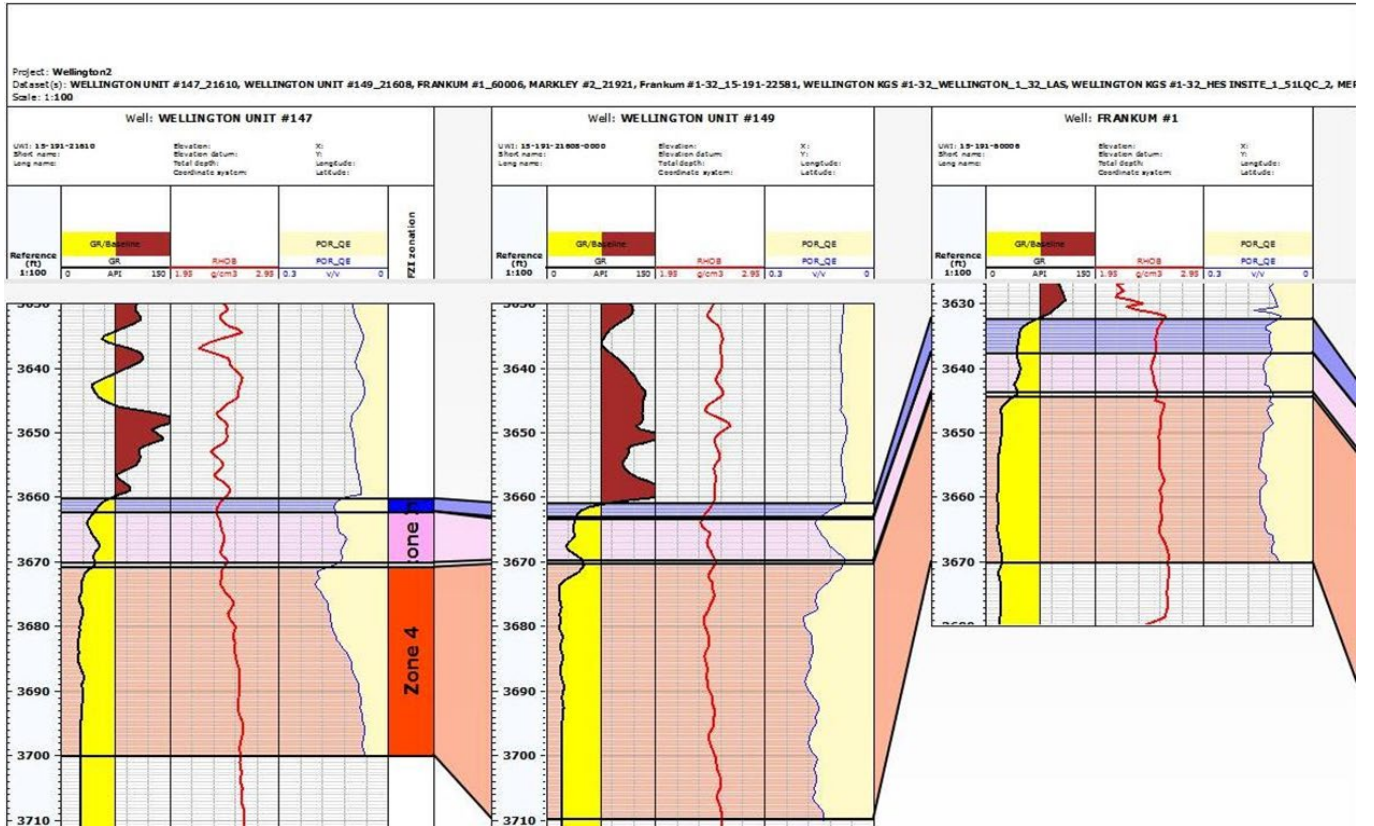 Project: Wellington2
Dataset(s): WELLINGTON UNIT #147_21610, WELLINGTON UNIT #149_21608, FRANKUM #1_60006, MARKLEY #2_21921, Frankum #1-32_15-191-22581, WELLINGTON KGS #1-32_WELLINGTON_1_32_LAS, WELLINGTON KGS #1-32_HES INSITE_1_51LQC_2, MER
Scale: 1:100
Well: WELLINGTON UNIT #147
UWI: 15-191-21610
Short name:
Long name:
Elevation:
Elevation datum:
Total depth:
Coordinate system:
X:
Y:
Longitude:
Latitude:
Reference
(ft)
1:100
GR/Baseline
GR
0 API 150
RHOB
1.95 g/cm3 2.95
POR_QE
POR_QE
0.3 v/v 0
FZI zonation
3640
3650
3660
3670
3680
3690
3700
3710
Zone 4
Well: WELLINGTON UNIT #149
UWI: 15-191-21608-0000
Short name:
Long name:
Elevation:
Elevation datum:
Total depth:
Coordinate system:
X:
Y:
Longitude:
Latitude:
Reference
(ft)
1:100
GR/Baseline
GR
0 API 150
RHOB
1.95 g/cm3 2.95
POR_QE
POR_QE
0.3 v/v 0
3640
3650
3660
3670
3680
3690
3700
3710
Well: FRANKUM #1
UWI: 15-191-60006
Short name:
Long name:
Elevation:
Elevation datum:
Total depth:
Coordinate system:
X:
Y:
Longitude:
Latitude:
Reference
(ft)
1:100
GR/Baseline
GR
0 API 150
RHOB
1.95 g/cm3 2.95
POR_QE
POR_QE
0.3 v/v 0
3630
3640
3650
3660
3670